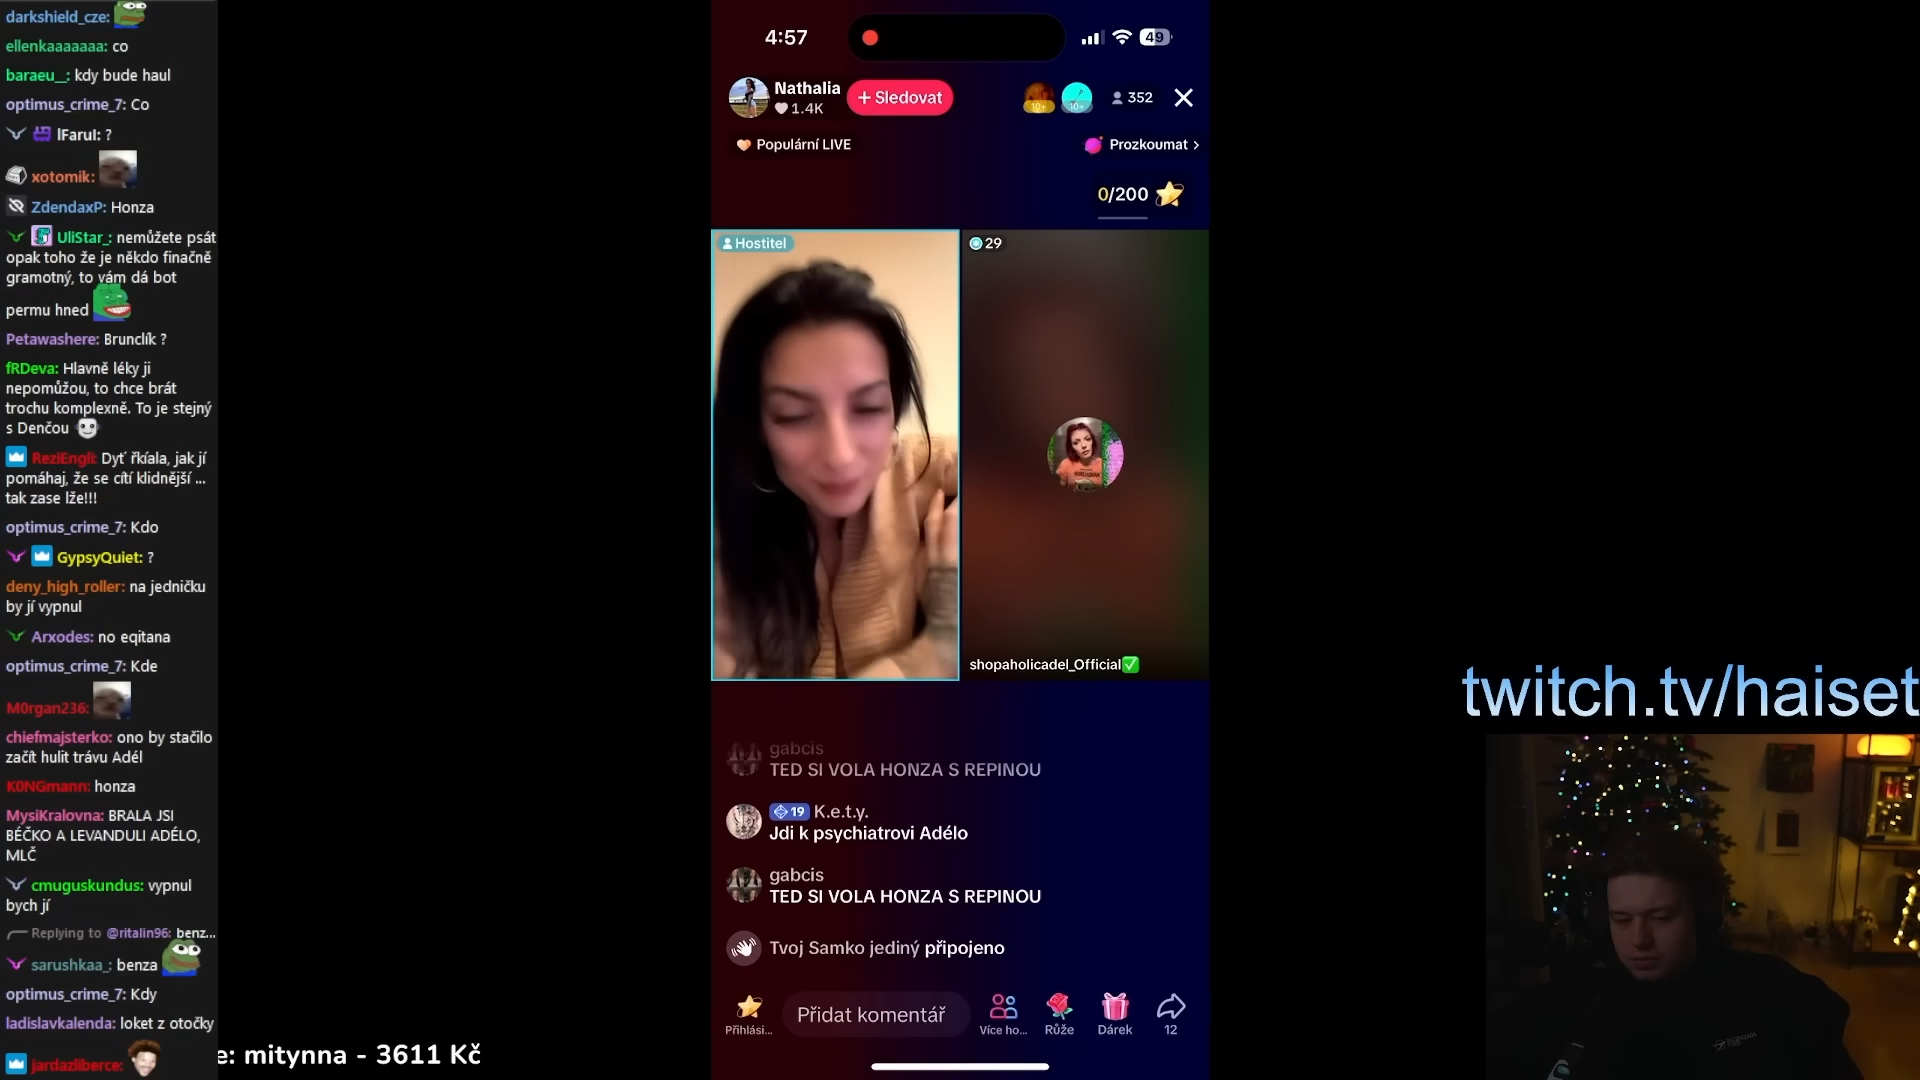 darkshield_cze:
ellenkaaaaaaa: co
baraeu__: kdy bude haul
optimus_crime_7: Co
lFarul: ?
xotomik:
ZdendaxP: Honza
UliStar_: nemůžete psát
opak toho že je někdo finačně
gramotný, to vám dá bot
permu hned
Petawashere: Brunclík ?
fRDeva: Hlavně léky ji
nepomůžou, to chce brát
trochu komplexně. To je stejný
s Denčou
RezlEngli: Dyť řkíala, jak jí
pomáhaj, že se cítí klidnější ...
tak zase lže!!!
optimus_crime_7: Kdo
GypsyQuiet: ?
deny_high_roller: na jedničku
by jí vypnul
Arxodes: no eqitana
optimus_crime_7: Kde
M0rgan236:
chiefmajsterko: ono by stačilo
začít hulit trávu Adél
K0NGmann: honza
MysiKralovna: BRALA JSI
BÉČKO A LEVANDULI ADÉLO,
MLČ
cmuguskundus: vypnul
bych jí
Replying to @ritalin96: benz...
sarushkaa_: benza
optimus_crime_7: Kdy
ladislavkalenda: loket z otočky
jardazliberce:
e: mitynna - 3611 Kč
4:57
49
Nathalia
1.4K
+ Sledovat
10+
10+
352
Populární LIVE
Prozkoumat >
0/200
Hostitel
29
shopaholicadel_Official
gabcis
TED SI VOLA HONZA S REPINOU
19 K.e.t.y.
Jdi k psychiatrovi Adélo
gabcis
TED SI VOLA HONZA S REPINOU
Tvoj Samko jediný připojeno
Přihlási...
Přidat komentář
Více ho...
Růže
Dárek
12
twitch.tv/haiset